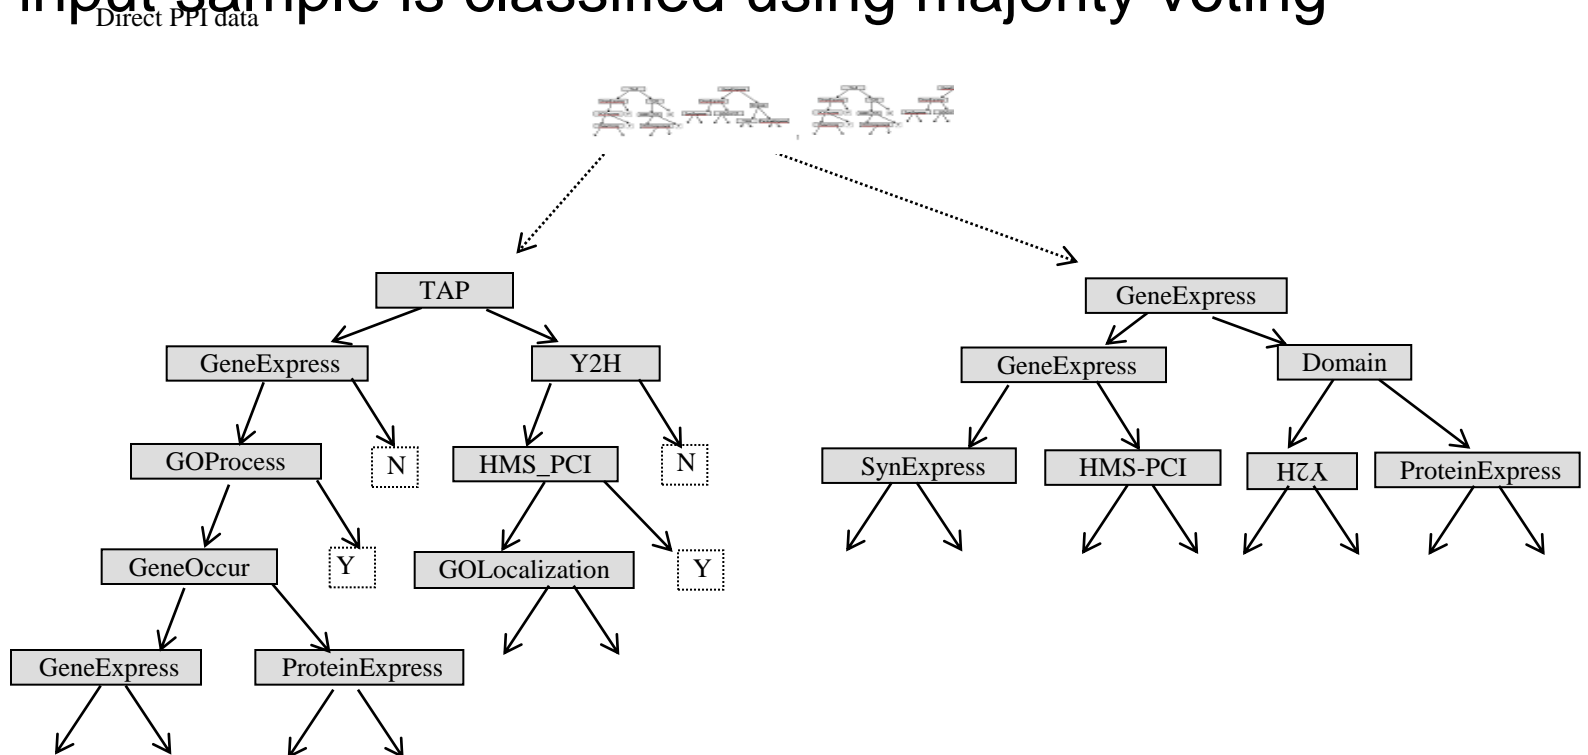 input sample is classified using majority voting
Direct PPI data
TAP
GeneExpress
GeneExpress
Y2H
GeneExpress
Domain
GOProcess
N
HMS_PCI
N
SynExpress
HMS-PCI
Y2H
ProteinExpress
GeneOccur
Y
GOLocalization
Y
GeneExpress
ProteinExpress